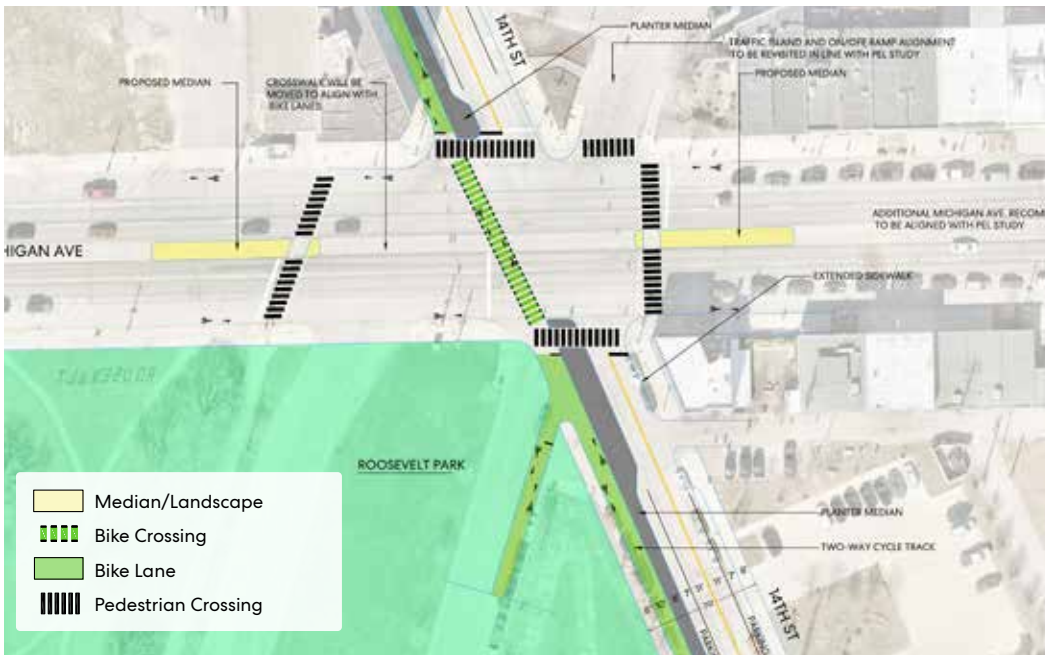 14TH ST
PLANTER MEDIAN
TRAFFIC ISLAND AND ON/OFF RAMP ALIGNMENT
TO BE REVISITED IN LINE WITH PEL STUDY
PROPOSED MEDIAN
PROPOSED MEDIAN
CROSSWALK WILL BE
MOVED TO ALIGN WITH
BIKE LANES
ADDITIONAL MICHIGAN AVE. RECOM
TO BE ALIGNED WITH PEL STUDY
HIGAN AVE
EXTENDED SIDEWALK
ROOSEVELT PARK
Median/Landscape
Bike Crossing
Bike Lane
Pedestrian Crossing
PLANTER MEDIAN
TWO-WAY CYCLE TRACK
14TH ST
PARKING